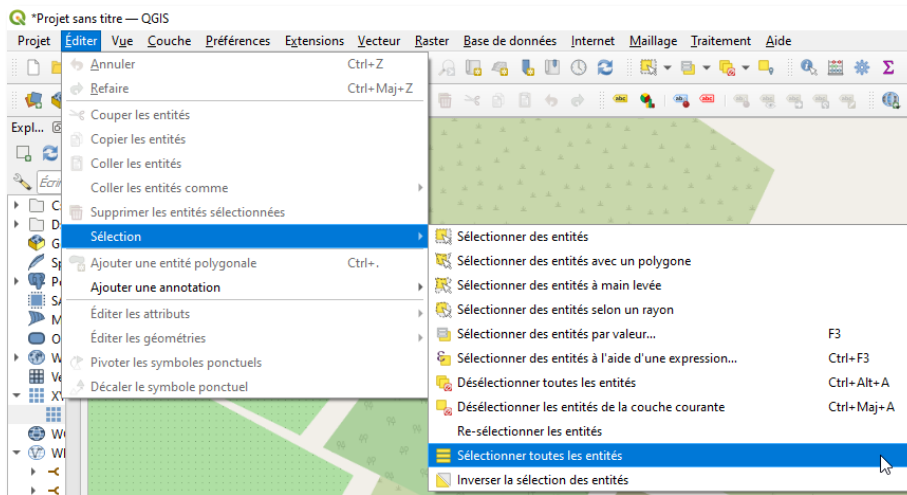 *Projet sans titre — QGIS
Projet Éditer Vue Couche Préférences Extensions Vecteur Raster Base de données Internet Maillage Traitement Aide
Annuler Ctrl+Z
Refaire Ctrl+Maj+Z
Couper les entités
Copier les entités
Coller les entités
Coller les entités comme
Supprimer les entités sélectionnées
Sélection
Ajouter une entité polygonale Ctrl+.
Ajouter une annotation
Éditer les attributs
Éditer les géométries
Pivoter les symboles ponctuels
Décaler le symbole ponctuel
Expl...
Sélectionner des entités
Sélectionner des entités avec un polygone
Sélectionner des entités à main levée
Sélectionner des entités selon un rayon
Sélectionner des entités par valeur... F3
Sélectionner des entités à l'aide d'une expression... Ctrl+F3
Désélectionner toutes les entités Ctrl+Alt+A
Désélectionner les entités de la couche courante Ctrl+Maj+A
Re-sélectionner les entités
Sélectionner toutes les entités
Inverser la sélection des entités